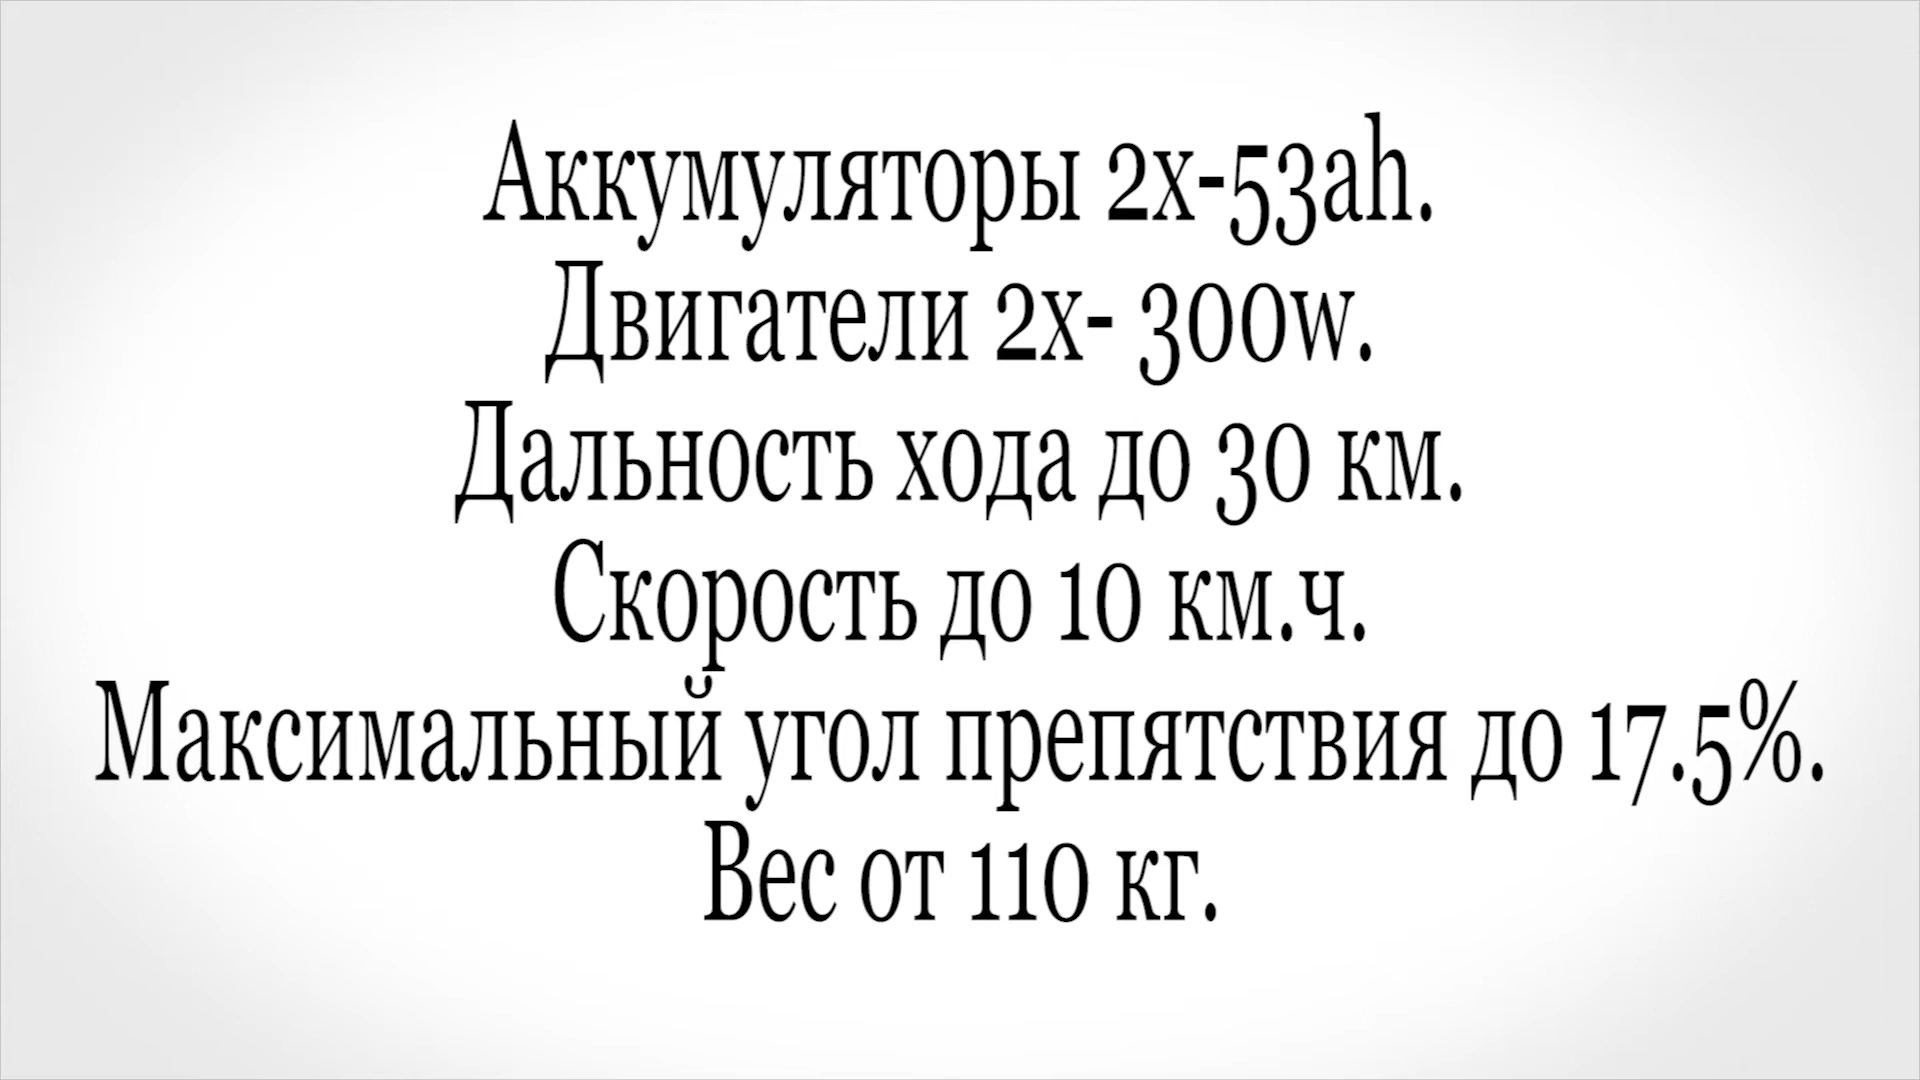 Аккумуляторы 2х-53ah.
Двигатели 2х- 300w.
Дальность хода до 30 км.
Скорость до 10 км.ч.
Максимальный угол препятствия до 17.5%.
Вес от 110 кг.